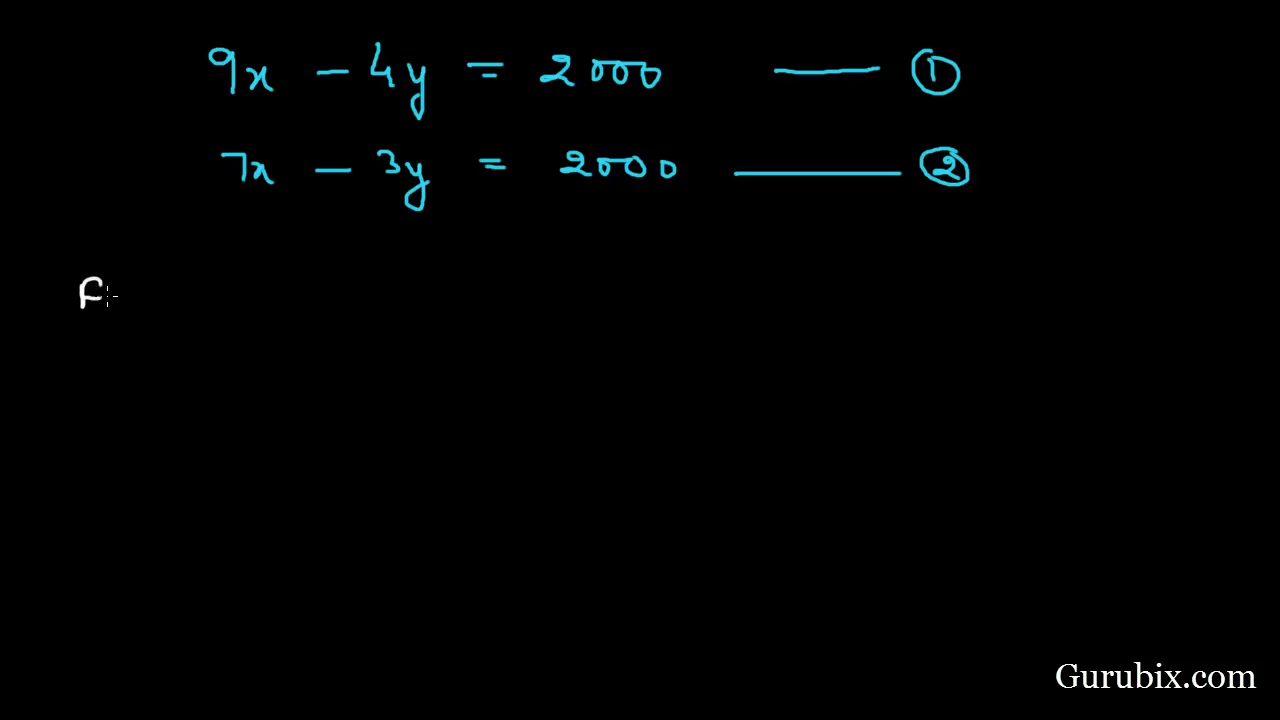 9x - 4y = 2000 —— ①
7x - 3y = 2000 —— ②
F
Gurubix.com